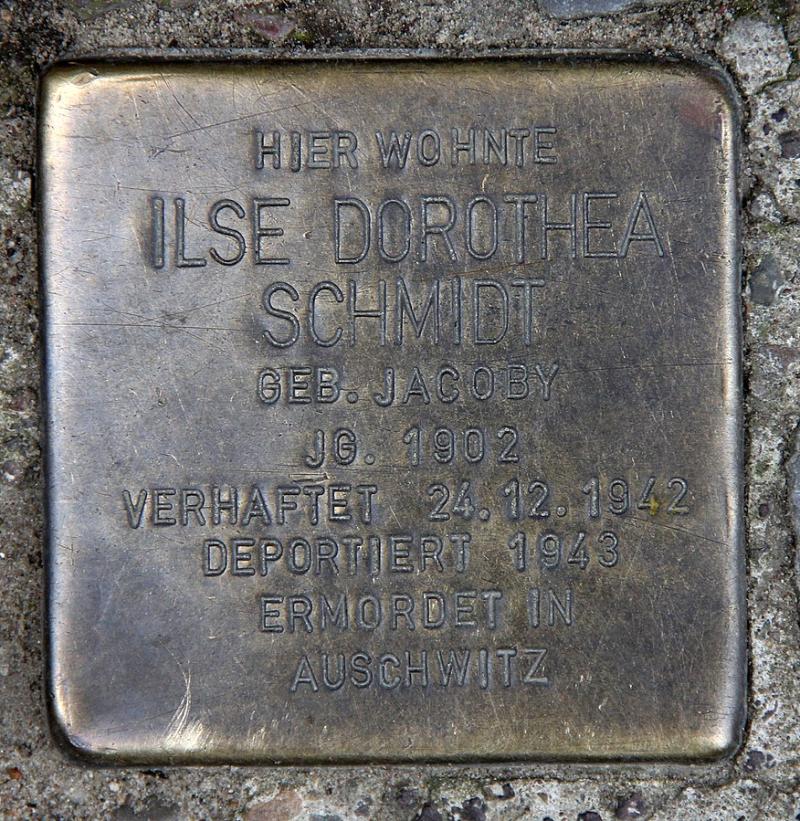 HIER WOHNTE
ILSE DOROTHEA
SCHMIDT
GEB. JACOBY
JG. 1902
VERHAFTET 24.12.1942
DEPORTIERT 1943
ERMORDET IN
AUSCHWITZ